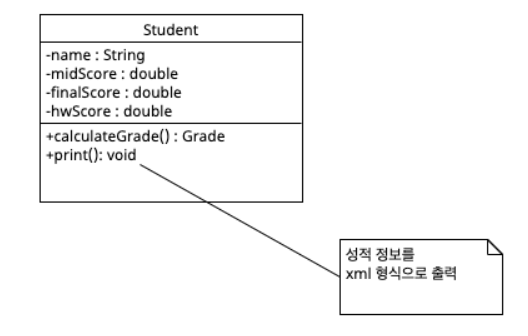 Student
-name : String
-midScore : double
-finalScore : double
-hwScore : double
+calculateGrade() : Grade
+print(): void
성적 정보를
xml 형식으로 출력